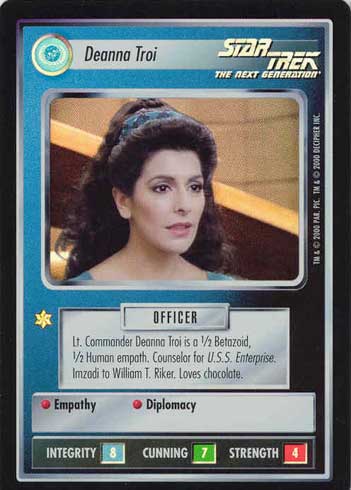 Deanna Troi
STAR TREK
THE NEXT GENERATION®
TM & © 2000 PAR. PIC. TM & © 2000 DECIPHER INC.
OFFICER
Lt. Commander Deanna Troi is a ½ Betazoid,
½ Human empath. Counselor for U.S.S. Enterprise.
Imzadi to William T. Riker. Loves chocolate.
Empathy Diplomacy
INTEGRITY 8 CUNNING 7 STRENGTH 4